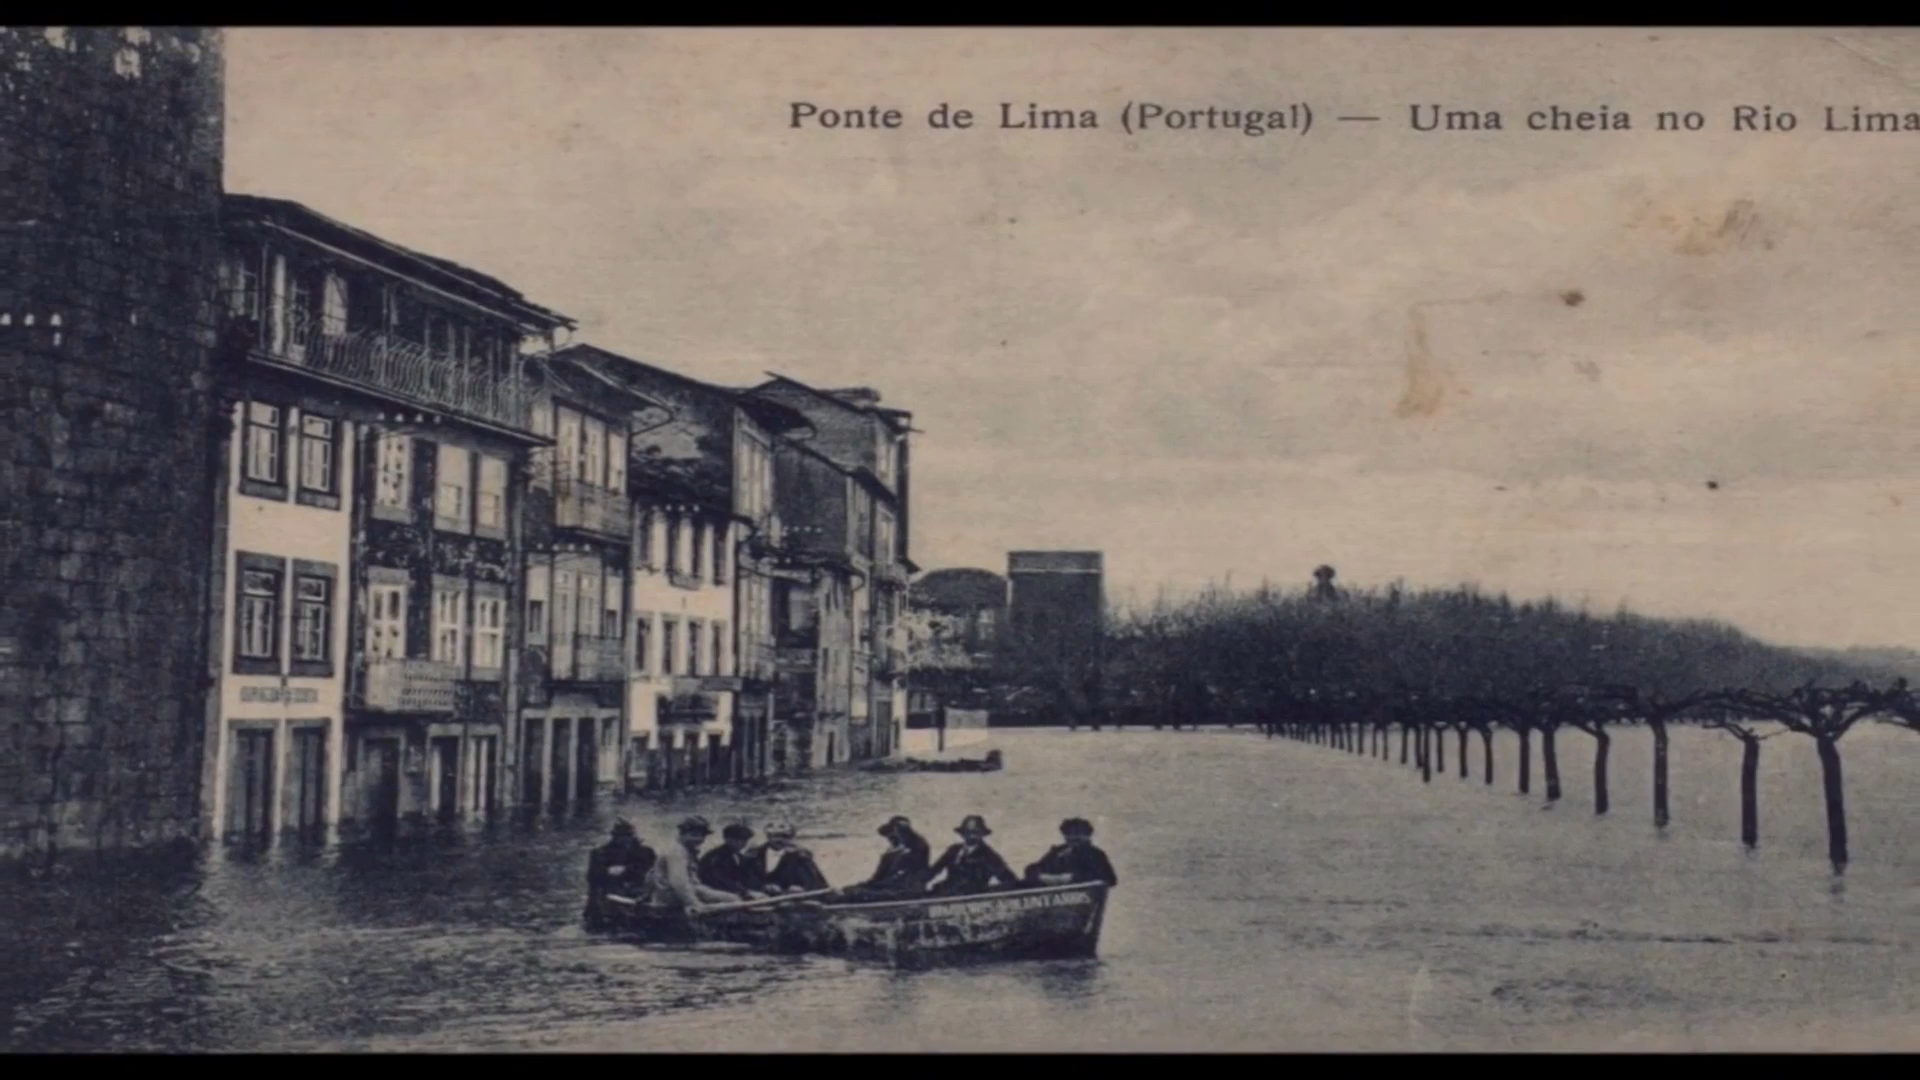 Ponte de Lima (Portugal) — Uma cheia no Rio Lima